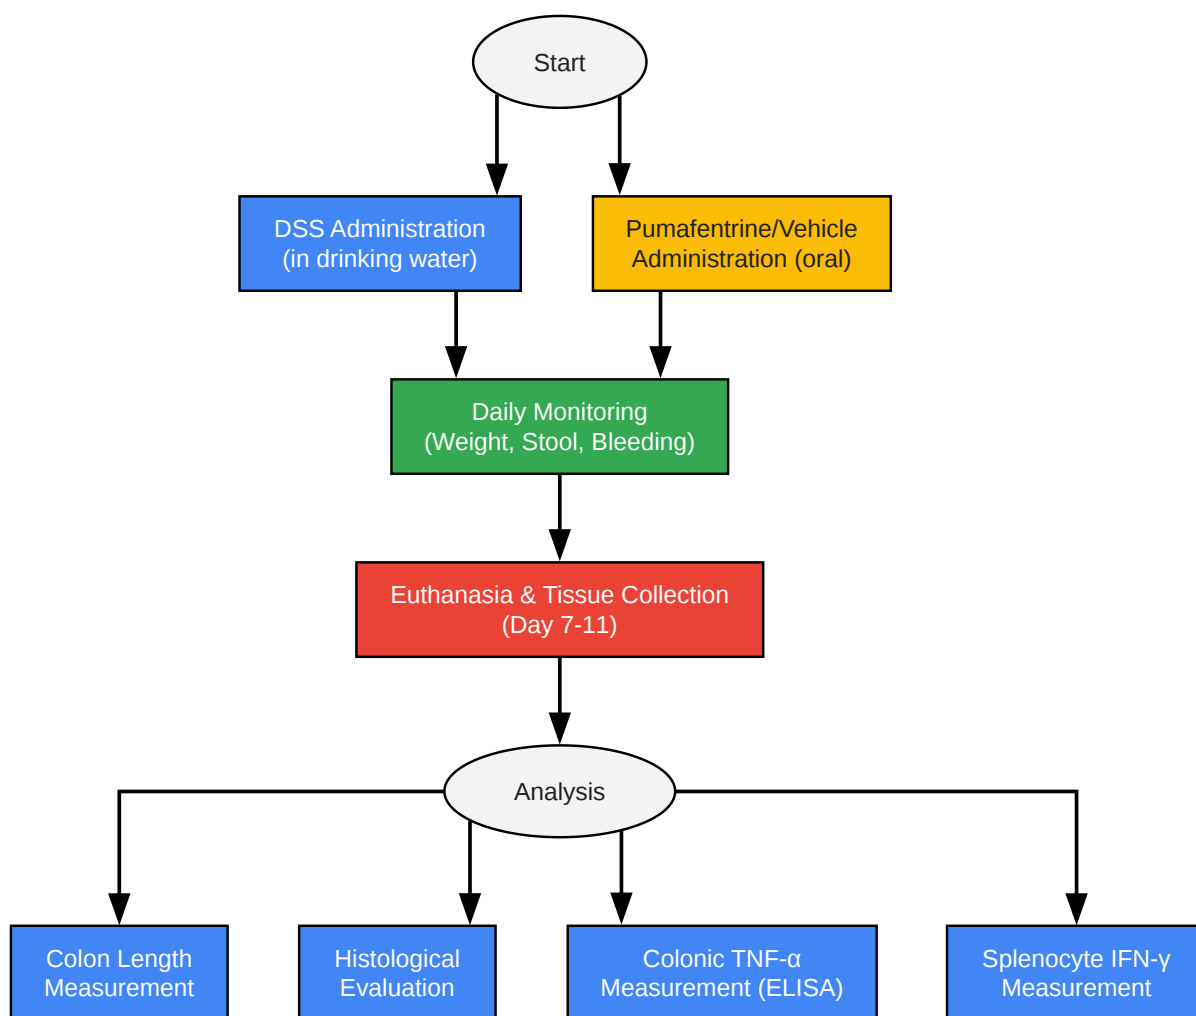 Start
DSS Administration
(in drinking water)
Pumafentrine/Vehicle
Administration (oral)
Daily Monitoring
(Weight, Stool, Bleeding)
Euthanasia & Tissue Collection
(Day 7-11)
Analysis
Colon Length
Measurement
Histological
Evaluation
Colonic TNF-α
Measurement (ELISA)
Splenocyte IFN-γ
Measurement